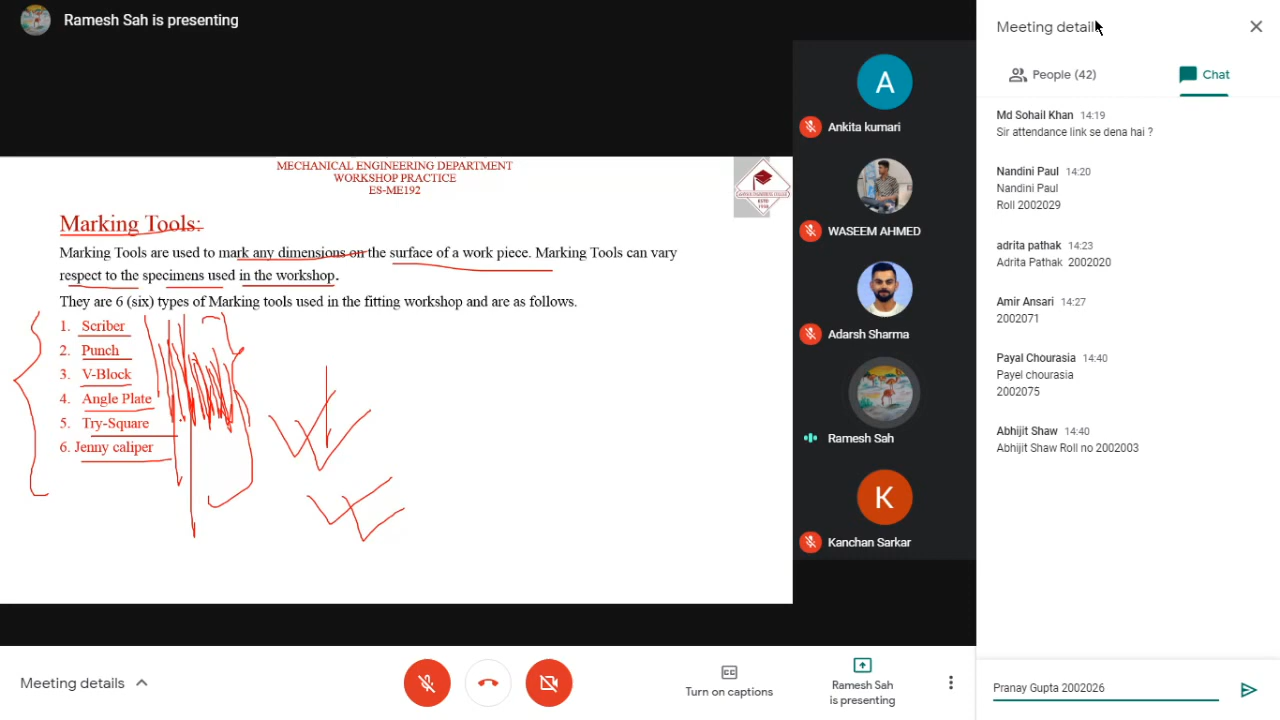 Ramesh Sah is presenting
MECHANICAL ENGINEERING DEPARTMENT
WORKSHOP PRACTICE
ES-ME192
Marking Tools:
Marking Tools are used to mark any dimensions on the surface of a work piece. Marking Tools can vary
respect to the specimens used in the workshop.
They are 6 (six) types of Marking tools used in the fitting workshop and are as follows.
1. Scriber
2. Punch
3. V-Block
4. Angle Plate
5. Try-Square
6. Jenny caliper
A
Ankita kumari
WASEEM AHMED
Adarsh Sharma
Ramesh Sah
K
Kanchan Sarkar
Meeting details
People (42)
Chat
Md Sohail Khan 14:19
Sir attendance link se dena hai ?
Nandini Paul 14:20
Nandini Paul
Roll 2002029
adrita pathak 14:23
Adrita Pathak 2002020
Amir Ansari 14:27
2002071
Payal Chourasia 14:40
Payel chourasia
2002075
Abhijit Shaw 14:40
Abhijit Shaw Roll no 2002003
Pranay Gupta 2002026
Meeting details
Turn on captions
Ramesh Sah
is presenting